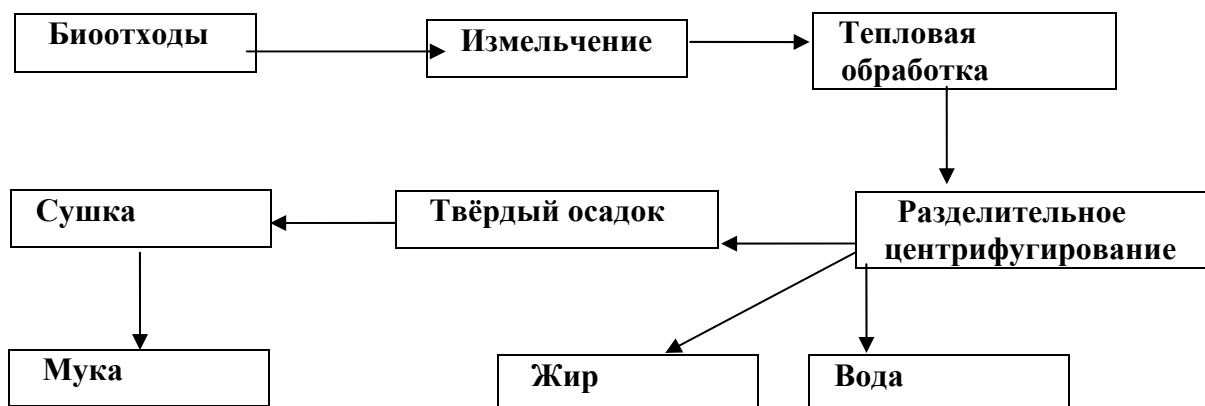 Биоотходы
Измельчение
Тепловая
обработка
Сушка
Твёрдый осадок
Разделительное
центрифугирование
Мука
Жир
Вода